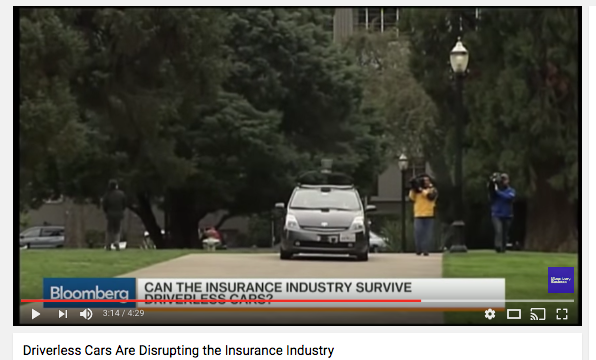 Bloomberg
CAN THE INSURANCE INDUSTRY SURVIVE
DRIVERLESS CARS?
3:14 / 4:29
Driverless Cars Are Disrupting the Insurance Industry